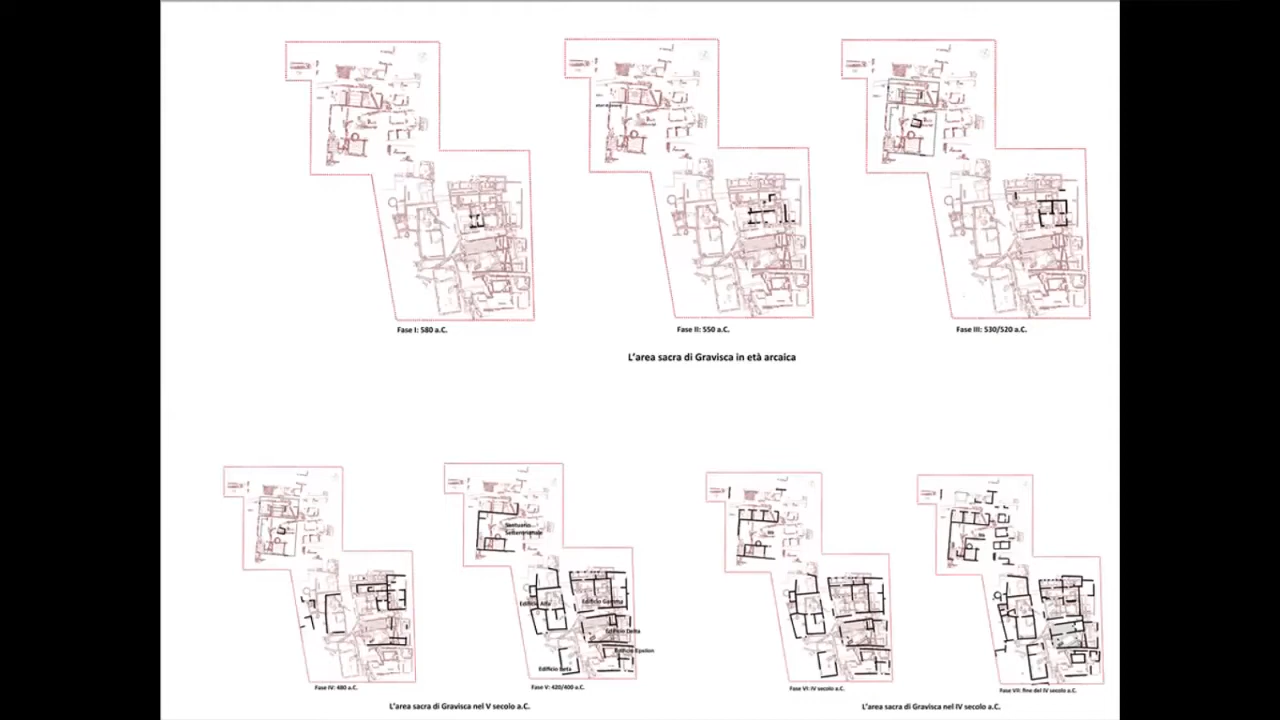 Fase I: 580 a.C.
Fase II: 550 a.C.
Fase III: 530/520 a.C.
L'area sacra di Gravisca in età arcaica
Santuario
Settentrionale
Edificio Alfa
Edificio Gamma
Edificio Delta
Edificio Epsilon
Edificio Beta
Fase IV: 480 a.C.
Fase V: 420/400 a.C.
Fase VI: IV secolo a.C.
Fase VII: fine del IV secolo a.C.
L'area sacra di Gravisca nel V secolo a.C.
L'area sacra di Gravisca nel IV secolo a.C.